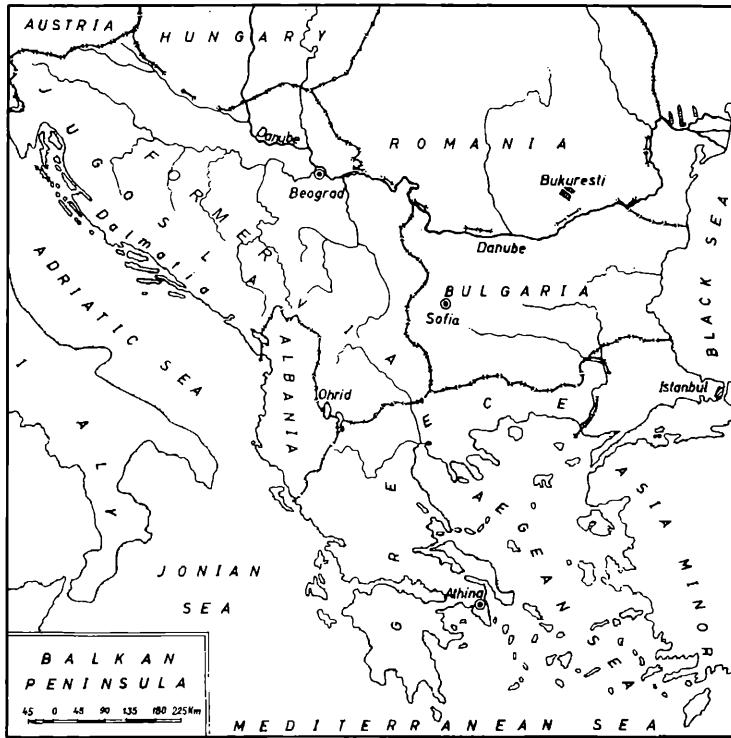 AUSTRIA
HUNGARY
FORMER
JUGOSLAVIA
Danube
ROMANIA
Beograd
Bukuresti
Dalmatia
Danube
BLACK SEA
ADRIATIC SEA
BULGARIA
Sofia
ITALY
ALBANIA
Ohrid
Istanbul
GREECE
AEGEAN SEA
ASIA MINOR
JONIAN
SEA
Athina
BALKAN
PENINSULA
45 0 45 90 135 180 225Km
MEDITERRANEAN SEA